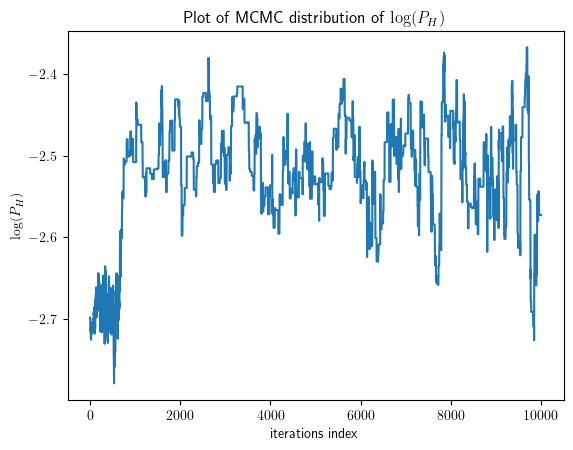 Plot of MCMC distribution of log(P_H)
log(P_H)
−2.4
−2.5
−2.6
−2.7
0 2000 4000 6000 8000 10000
iterations index